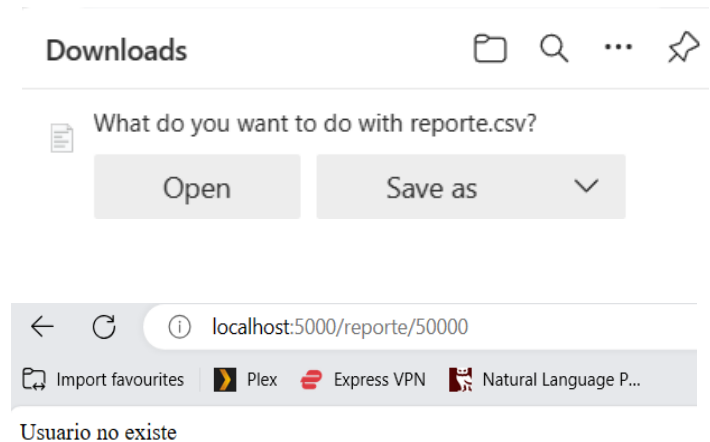 Downloads
What do you want to do with reporte.csv?
Open Save as
localhost:5000/reporte/50000
Import favourites Plex Express VPN Natural Language P...
Usuario no existe